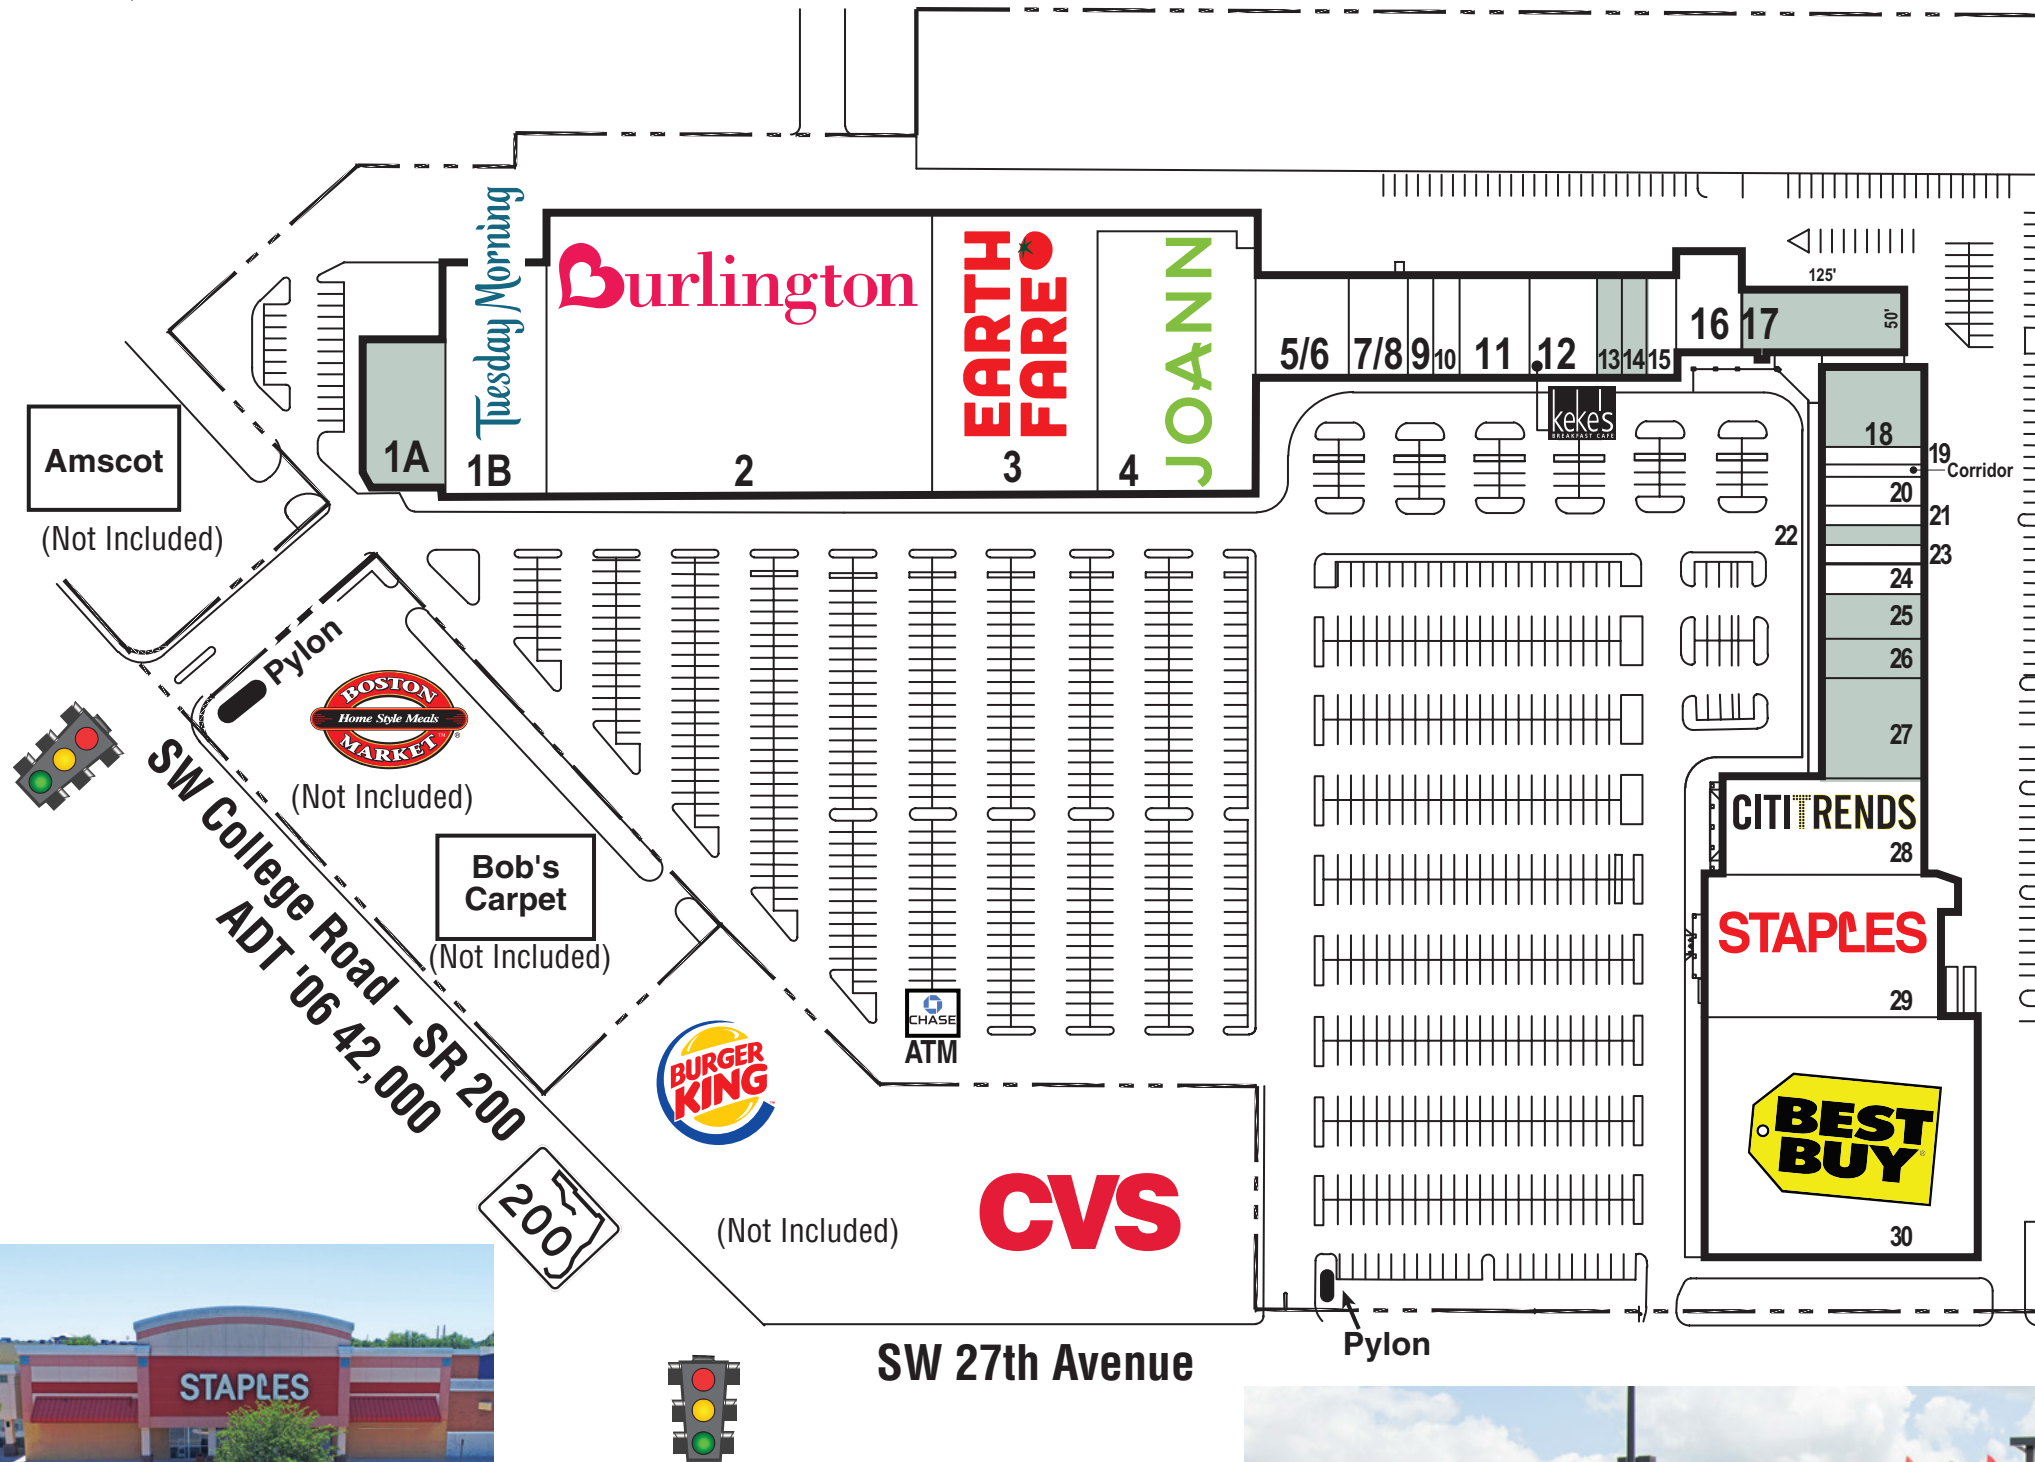 125'
50'
Tuesday Morning
Burlington
EARTH
FARE
JOANN
1A
1B
2
3
4
5/6
7/8
9
10
11
12
13
14
15
16
17
keke's
BREAKFAST CAFE
Amscot
(Not Included)
18
19
Corridor
20
21
22
23
24
25
26
27
CITITRENDS
28
STAPLES
29
BEST
BUY
30
Pylon
BOSTON
Home Style Meals
MARKET
(Not Included)
Bob's
Carpet
(Not Included)
SW College Road – SR 200
ADT '06 42,000
200
CHASE
ATM
BURGER
KING
(Not Included)
CVS
Pylon
SW 27th Avenue
STAPLES